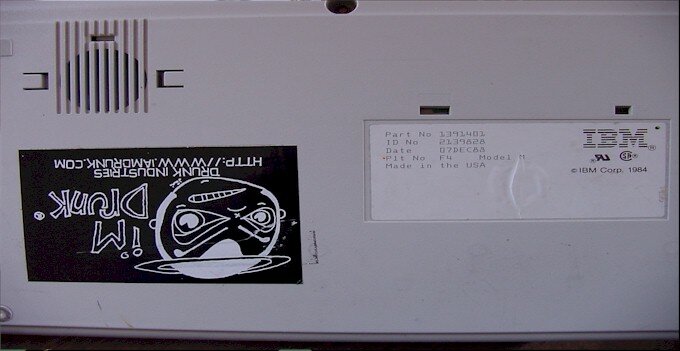 Part No 1391401
ID No 2139828
Date 07DEC88
Plt No F4 Model M
Made in the USA
IBM®
©IBM Corp. 1984
I'M
DRUNK®
DRUNK INDUSTRIES
HTTP://WWW.IAMDRUNK.COM